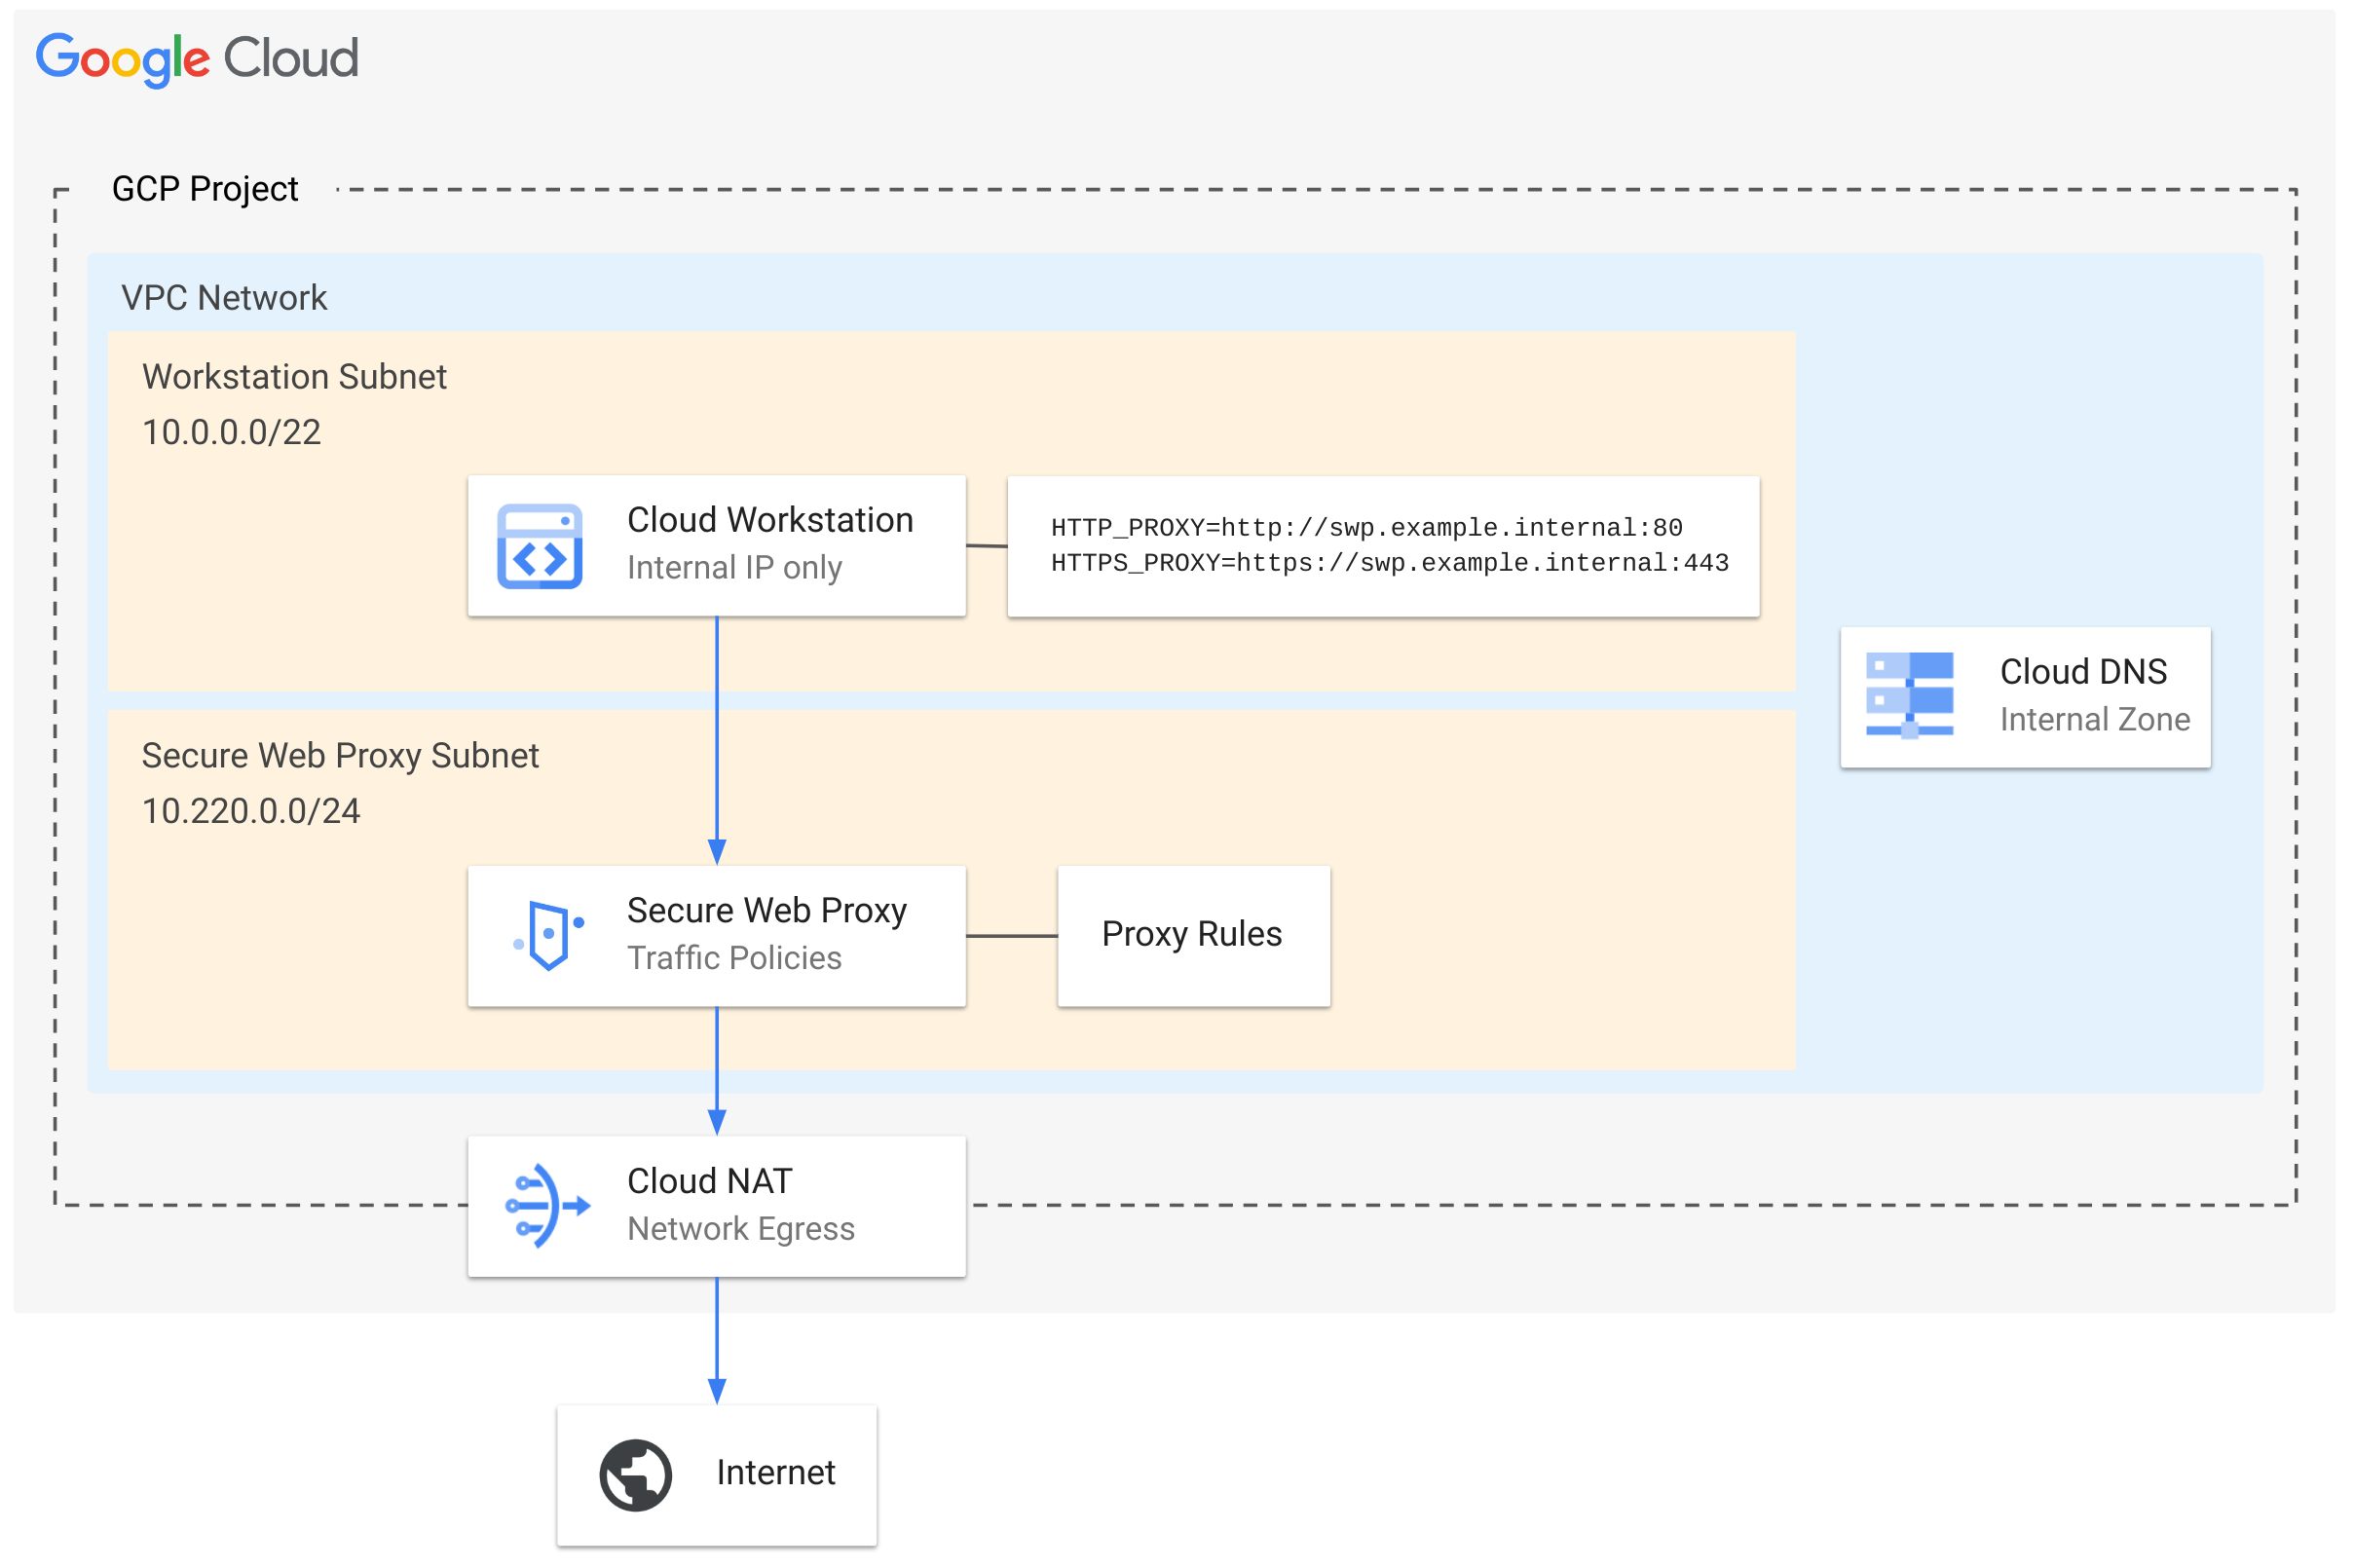 Google Cloud
GCP Project
VPC Network
Workstation Subnet
10.0.0.0/22
Cloud Workstation
Internal IP only
HTTP_PROXY=http://swp.example.internal:80
HTTPS_PROXY=https://swp.example.internal:443
Cloud DNS
Internal Zone
Secure Web Proxy Subnet
10.220.0.0/24
Secure Web Proxy
Traffic Policies
Proxy Rules
Cloud NAT
Network Egress
Internet